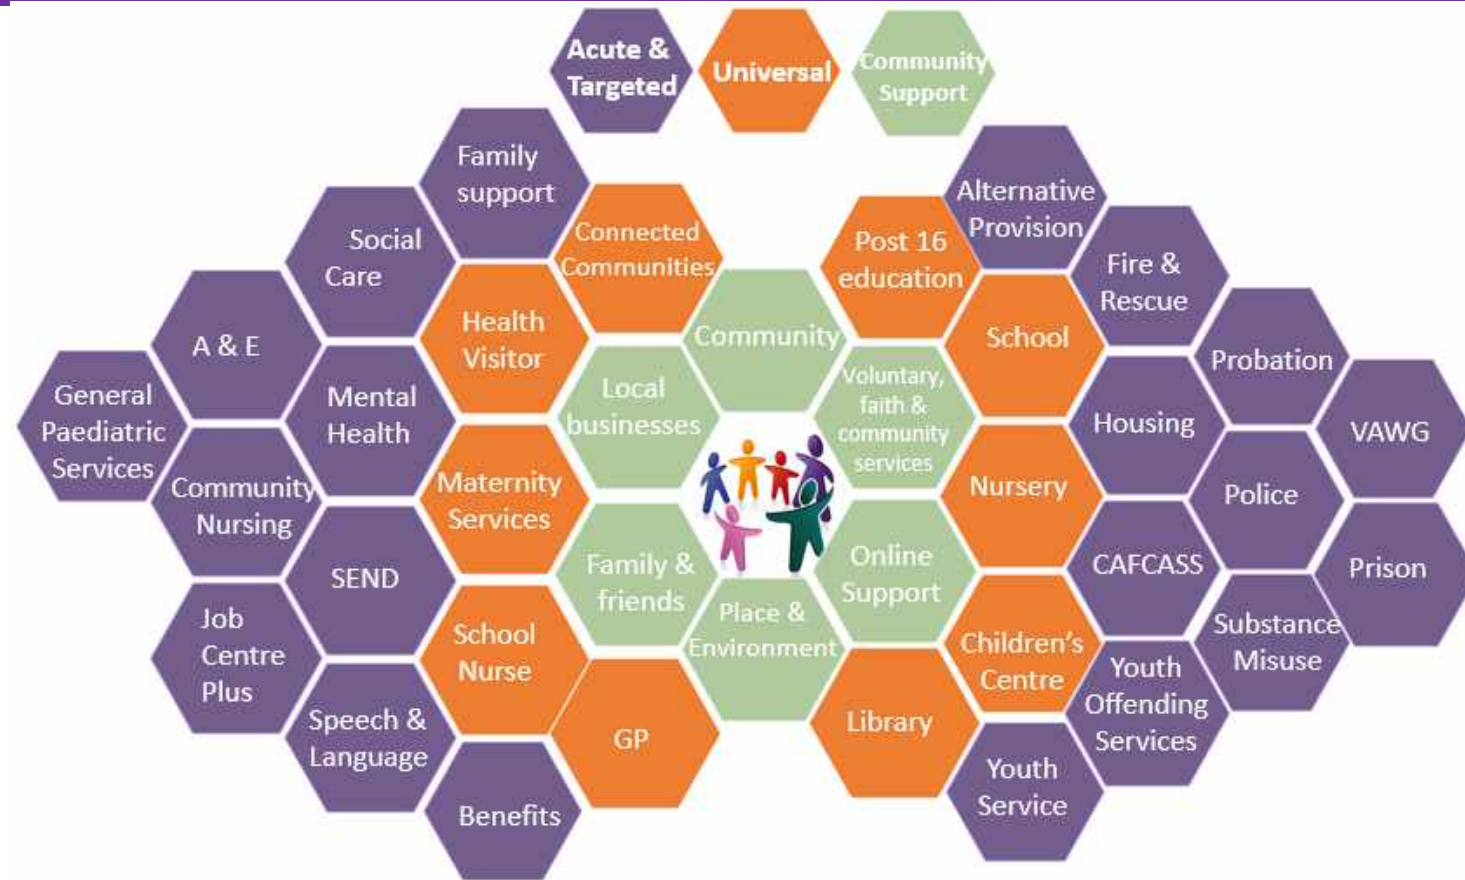 Acute &
Targeted
Universal
Community
Support
Family
support
Social
Care
A & E
General
Paediatric
Services
Connected
Communities
Health
Visitor
Mental
Health
Community
Nursing
Local
businesses
Maternity
Services
SEND
Job
Centre
Plus
Family &
friends
School
Nurse
Speech &
Language
GP
Benefits
Community
Place &
Environment
Post 16
education
Alternative
Provision
Fire &
Rescue
School
Probation
Voluntary,
faith &
community
services
Housing
VAWG
Nursery
Police
Online
Support
CAFCASS
Prison
Children's
Centre
Substance
Misuse
Youth
Offending
Services
Library
Youth
Service